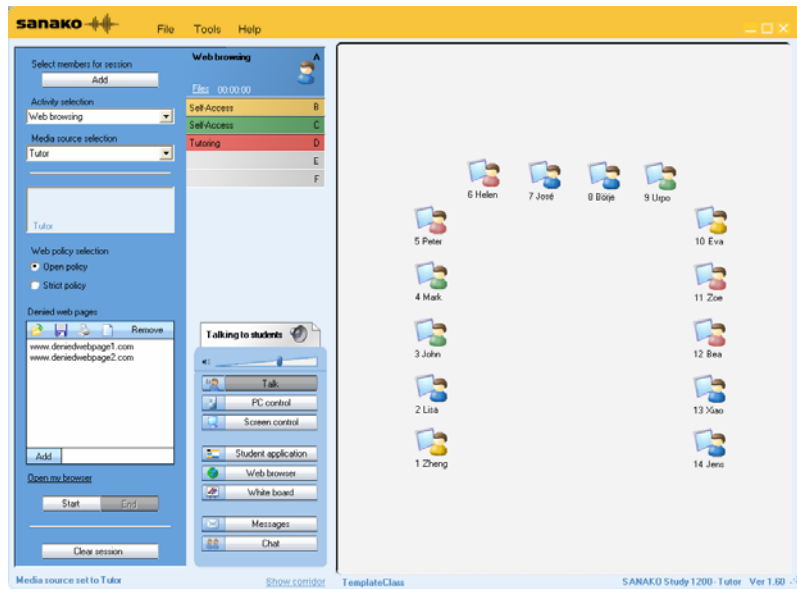 sanako
File Tools Help
Select members for session
Add
Activity selection
Web browsing
Media source selection
Tutor
Tutor
Web policy selection
Open policy
Strict policy
Denied web pages
Remove
www.deniedwebpage1.com
www.deniedwebpage2.com
Add
Open my browser
Start End
Clear session
Media source set to Tutor
Web browsing A
Files 00:00:00
Self-Access B
Self-Access C
Tutoring D
E
F
Talking to students
Talk
PC control
Screen control
Student application
Web browser
White board
Messages
Chat
Show corridor
6 Helen 7 José 8 Börje 9 Urpo
5 Peter 10 Eva
4 Mark 11 Zoe
3 John 12 Bea
2 Lisa 13 Xiao
1 Zheng 14 Jens
TemplateClass
SANAKO Study 1200 - Tutor Ver 1.60